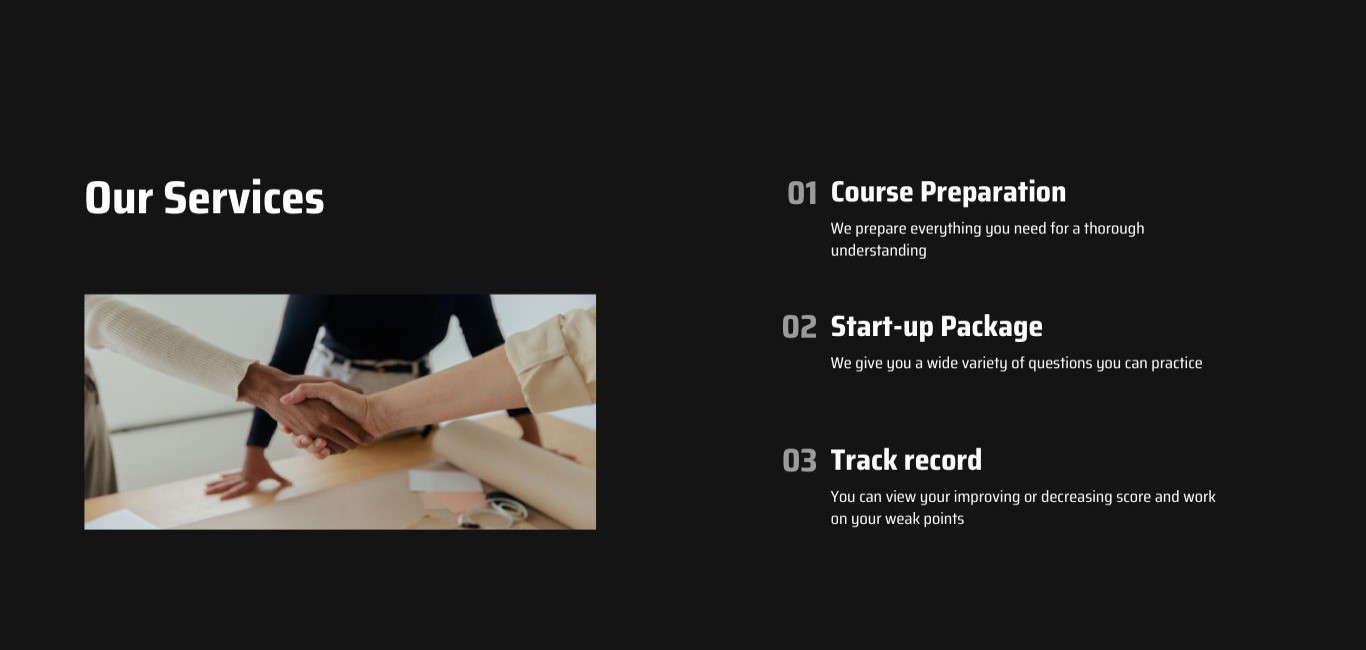 Our Services
01 Course Preparation
We prepare everything you need for a thorough
understanding
02 Start-up Package
We give you a wide variety of questions you can practice
03 Track record
You can view your improving or decreasing score and work
on your weak points